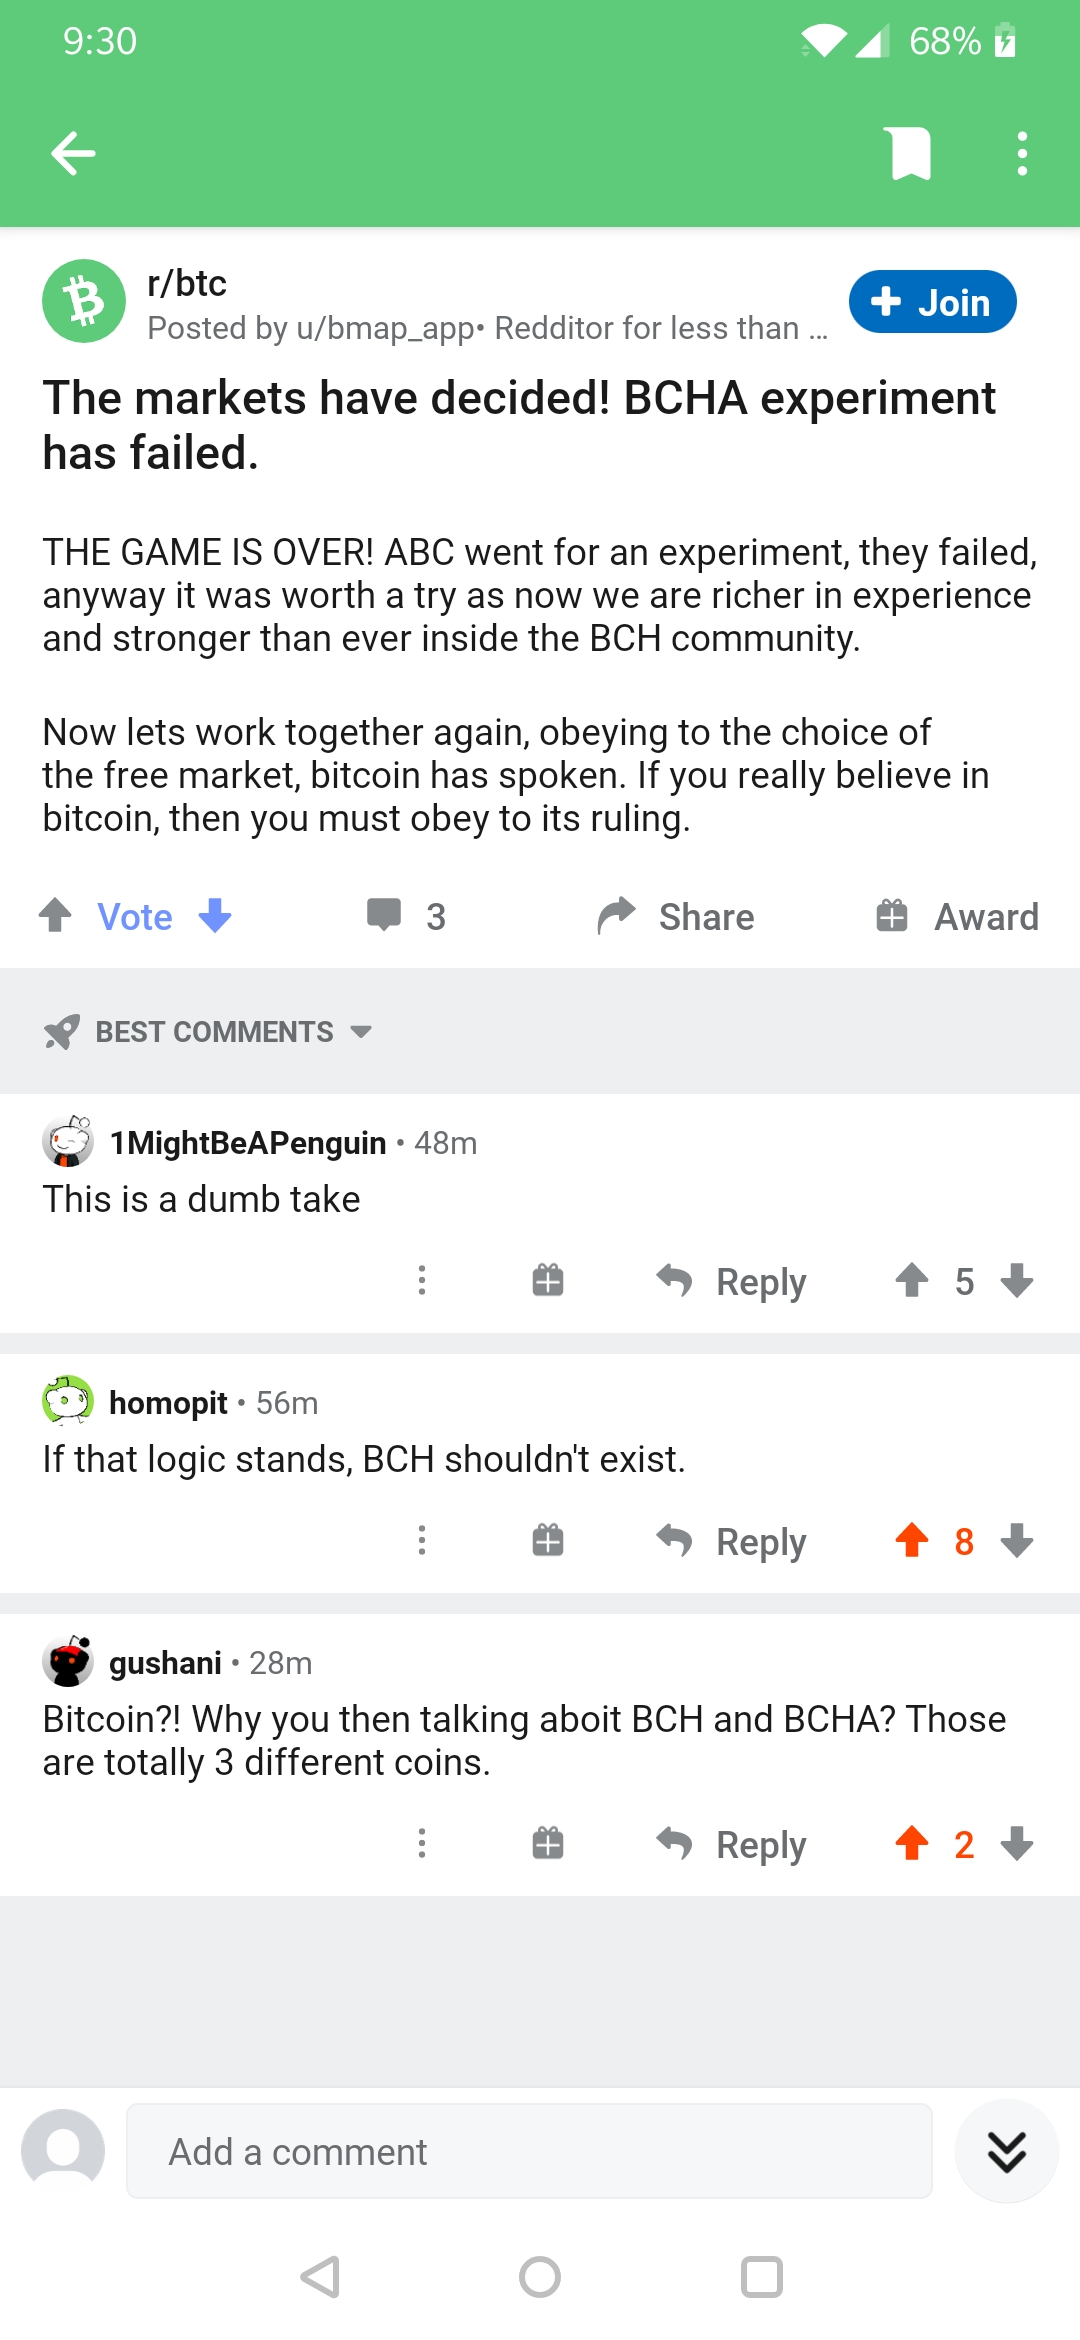 9:30
68%
r/btc
Posted by u/bmap_app• Redditor for less than ...
Join
The markets have decided! BCHA experiment
has failed.
THE GAME IS OVER! ABC went for an experiment, they failed,
anyway it was worth a try as now we are richer in experience
and stronger than ever inside the BCH community.
Now lets work together again, obeying to the choice of
the free market, bitcoin has spoken. If you really believe in
bitcoin, then you must obey to its ruling.
Vote 3 Share Award
BEST COMMENTS
1MightBeAPenguin • 48m
This is a dumb take
Reply 5
homopit • 56m
If that logic stands, BCH shouldn't exist.
Reply 8
gushani • 28m
Bitcoin?! Why you then talking aboit BCH and BCHA? Those
are totally 3 different coins.
Reply 2
Add a comment